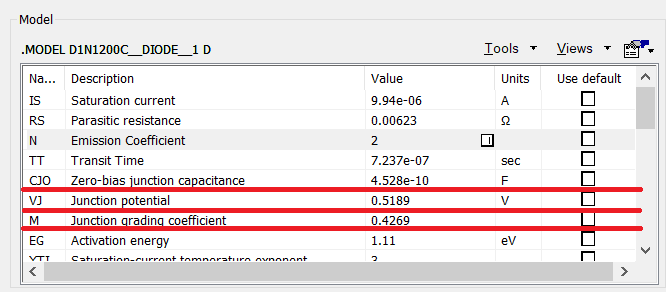 Model
.MODEL D1N1200C__DIODE__1 D Tools Views
Na... Description Value Units Use default
IS Saturation current 9.94e-06 A
RS Parasitic resistance 0.00623 Ω
N Emission Coefficient 2
TT Transit Time 7.237e-07 sec
CJO Zero-bias junction capacitance 4.528e-10 F
VJ Junction potential 0.5189 V
M Junction grading coefficient 0.4269
EG Activation energy 1.11 eV
XTI Saturation-current temperature exponent 3